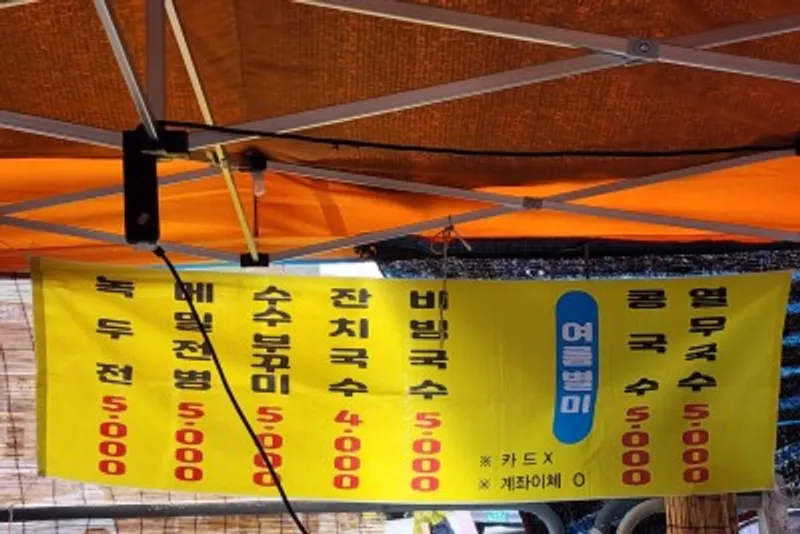 녹두전 5,000
메밀전병 5,000
수수부꾸미 5,000
잔치국수 4,000
비빔국수 5,000
※ 카드X
※ 계좌이체 O
여름별미
콩국수 5,000
열무국수 5,000